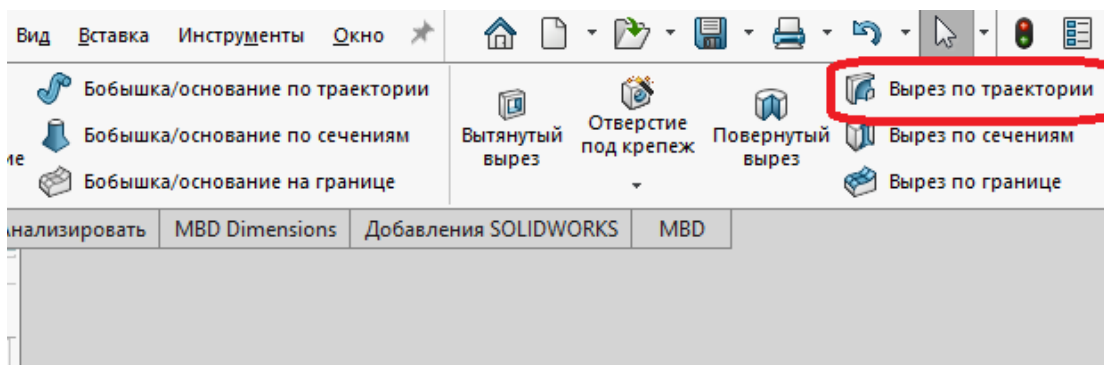 Вид Вставка Инструменты Окно
Бобышка/основание по траектории
Бобышка/основание по сечениям
Бобышка/основание на границе
Вытянутый
вырез
Отверстие
под крепеж
Повернутый
вырез
Вырез по траектории
Вырез по сечениям
Вырез по границе
нализировать MBD Dimensions Добавления SOLIDWORKS MBD